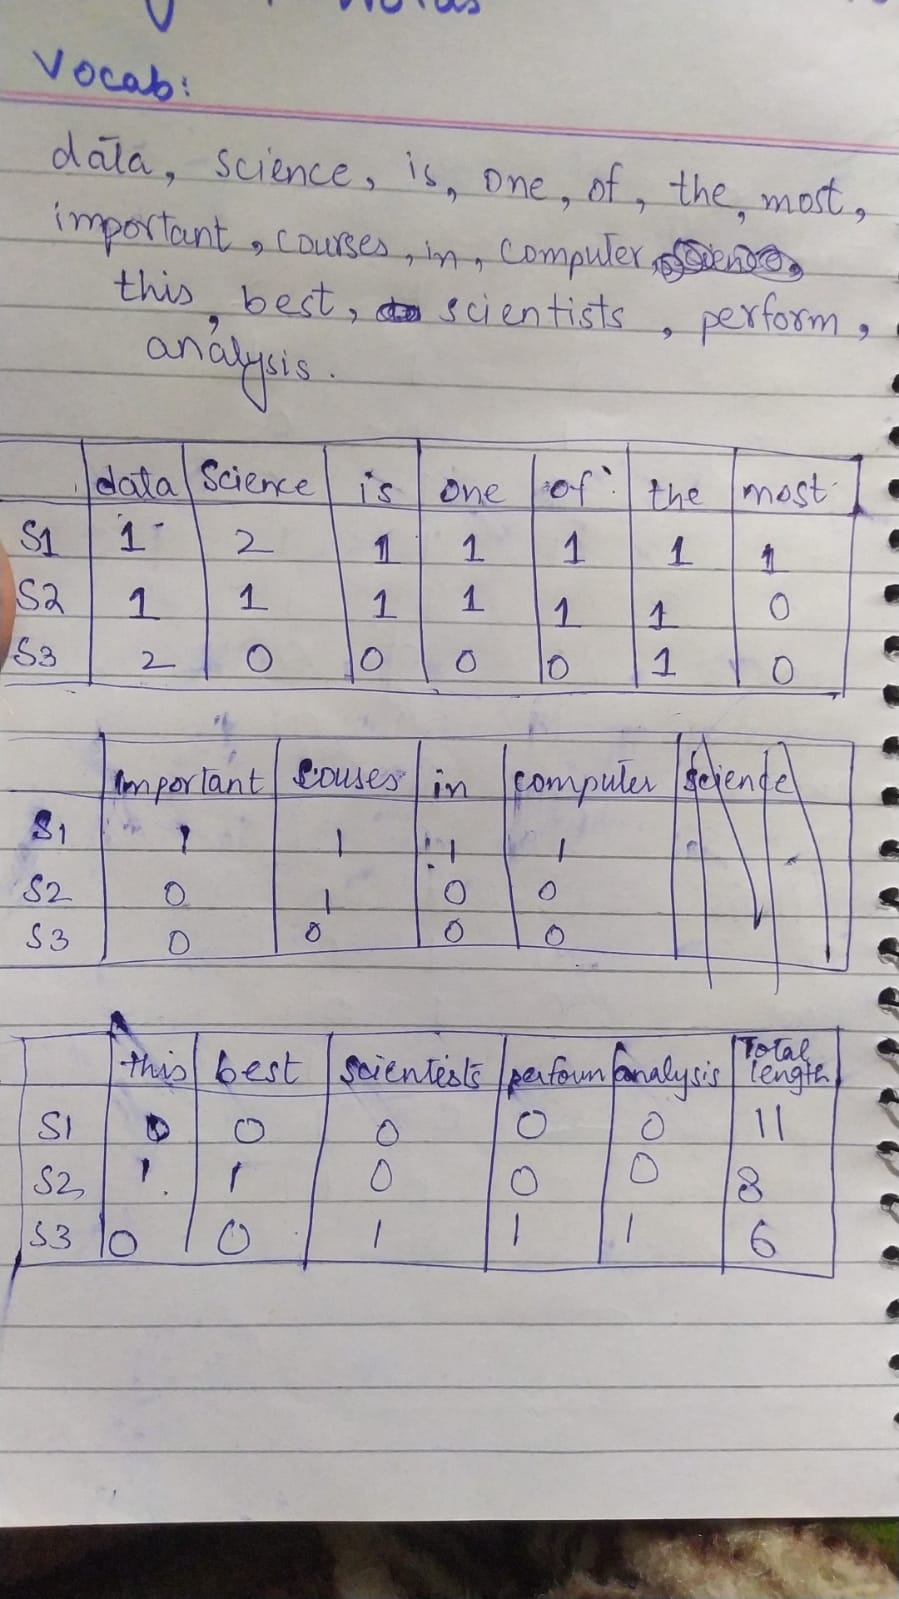 Vocab:
data, science, is, one, of, the, most,
important, courses, in, computer
this, best, scientists, perform,
analysis.
data Science is one of the most
S1 1 2 1 1 1 1 1
S2 1 1 1 1 1 1 0
S3 2 0 0 0 0 1 0
important couses in computer science
S1 1 1 1 1
S2 0 1 0 0
S3 0 0 0 0
this best scientists perfoum analysis Total length
S1 0 0 0 0 0 11
S2 1 1 0 0 0 8
S3 0 0 1 1 1 6